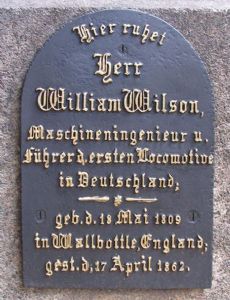 Hier ruhet
Herr
William Wilson,
Maschineningenieur u.
Führer d. ersten Locomotive
in Deutschland,
geb. d. 18 Mai 1809
in Wallbottle, England;
gest. d. 17 April 1862.